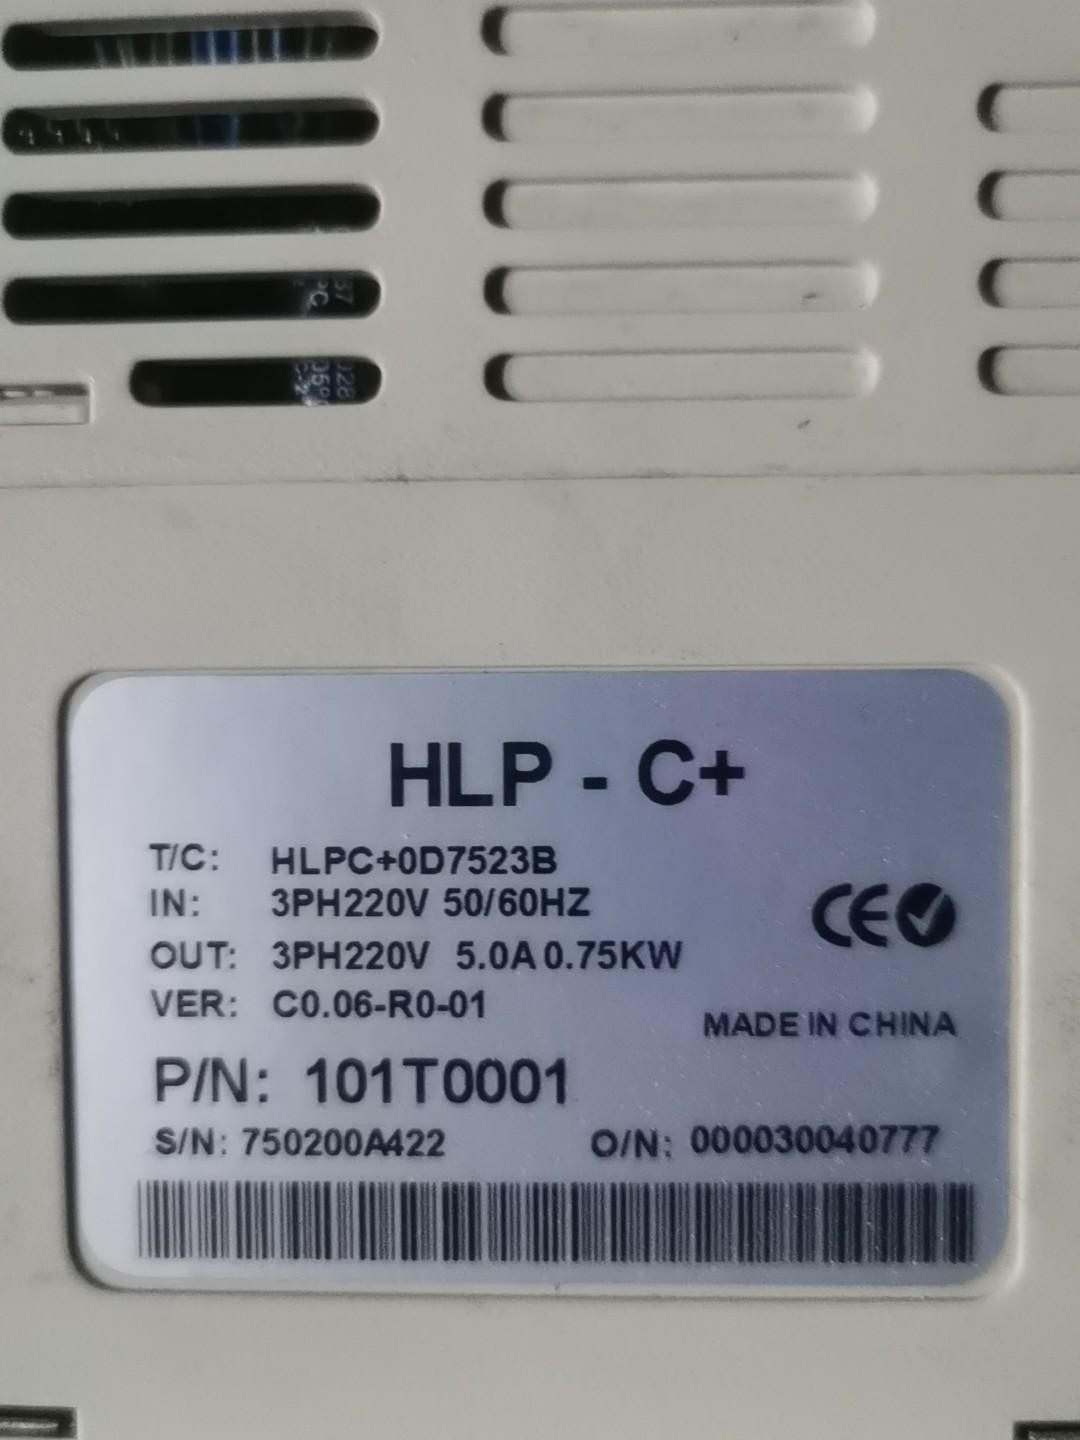 HLP - C+
T/C: HLPC+0D7523B
IN: 3PH220V 50/60HZ
OUT: 3PH220V 5.0A 0.75KW
VER: C0.06-R0-01
CE
MADE IN CHINA
P/N: 101T0001
S/N: 750200A422 O/N: 000030040777